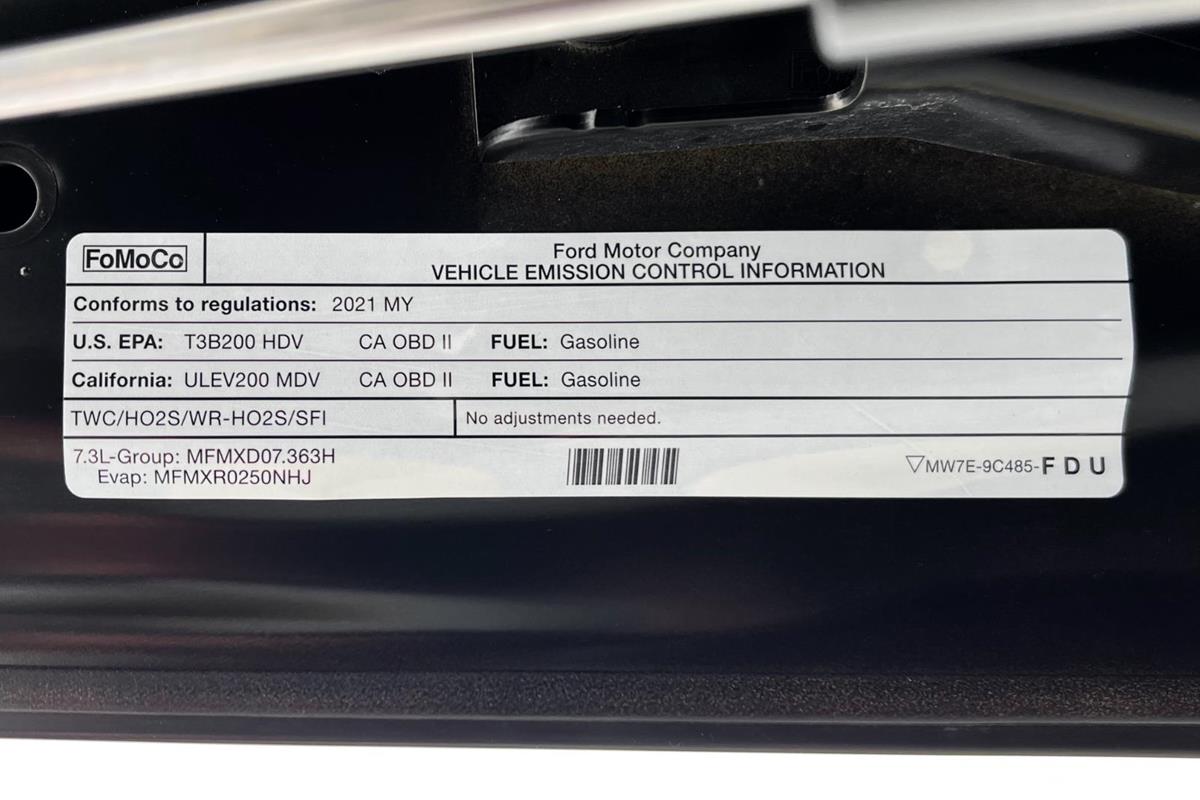 FoMoCo
Ford Motor Company
VEHICLE EMISSION CONTROL INFORMATION
Conforms to regulations: 2021 MY
U.S. EPA: T3B200 HDV CA OBD II FUEL: Gasoline
California: ULEV200 MDV CA OBD II FUEL: Gasoline
TWC/HO2S/WR-HO2S/SFI No adjustments needed.
7.3L-Group: MFMXD07.363H
Evap: MFMXR0250NHJ
▽MW7E-9C485-F D U